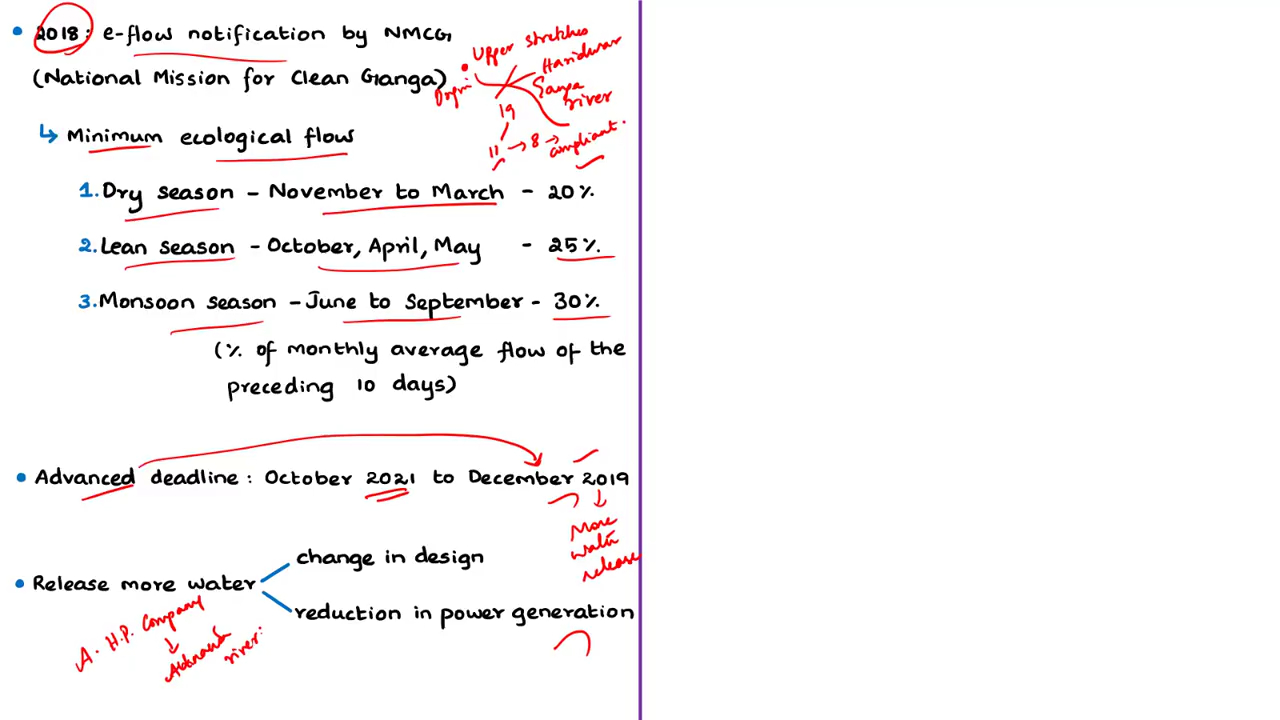 • 2018: e-flow notification by NMCG
(National Mission for Clean Ganga)
Upper stretches
Haridwar
Ganga
river
19
11 → 8 → compliant.
↳ Minimum ecological flow
1. Dry season - November to March - 20%
2. Lean season - October, April, May - 25%
3. Monsoon season - June to September - 30%
(% of monthly average flow of the
preceding 10 days)
• Advanced deadline: October 2021 to December 2019
More
water
release
change in design
• Release more water
reduction in power generation
A. H.P. Company
river.